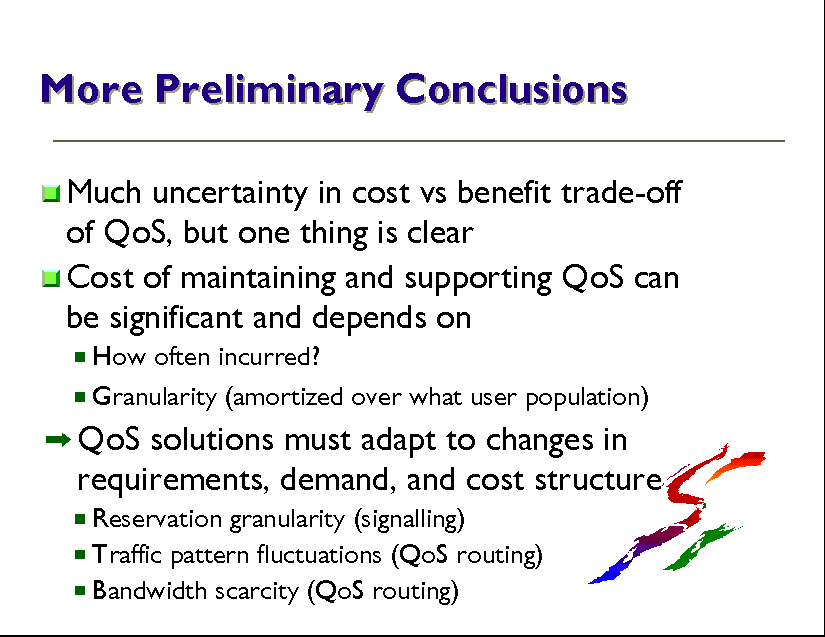 More Preliminary Conclusions
Much uncertainty in cost vs benefit trade-off
of QoS, but one thing is clear
Cost of maintaining and supporting QoS can
be significant and depends on
How often incurred?
Granularity (amortized over what user population)
QoS solutions must adapt to changes in
requirements, demand, and cost structure
Reservation granularity (signalling)
Traffic pattern fluctuations (QoS routing)
Bandwidth scarcity (QoS routing)